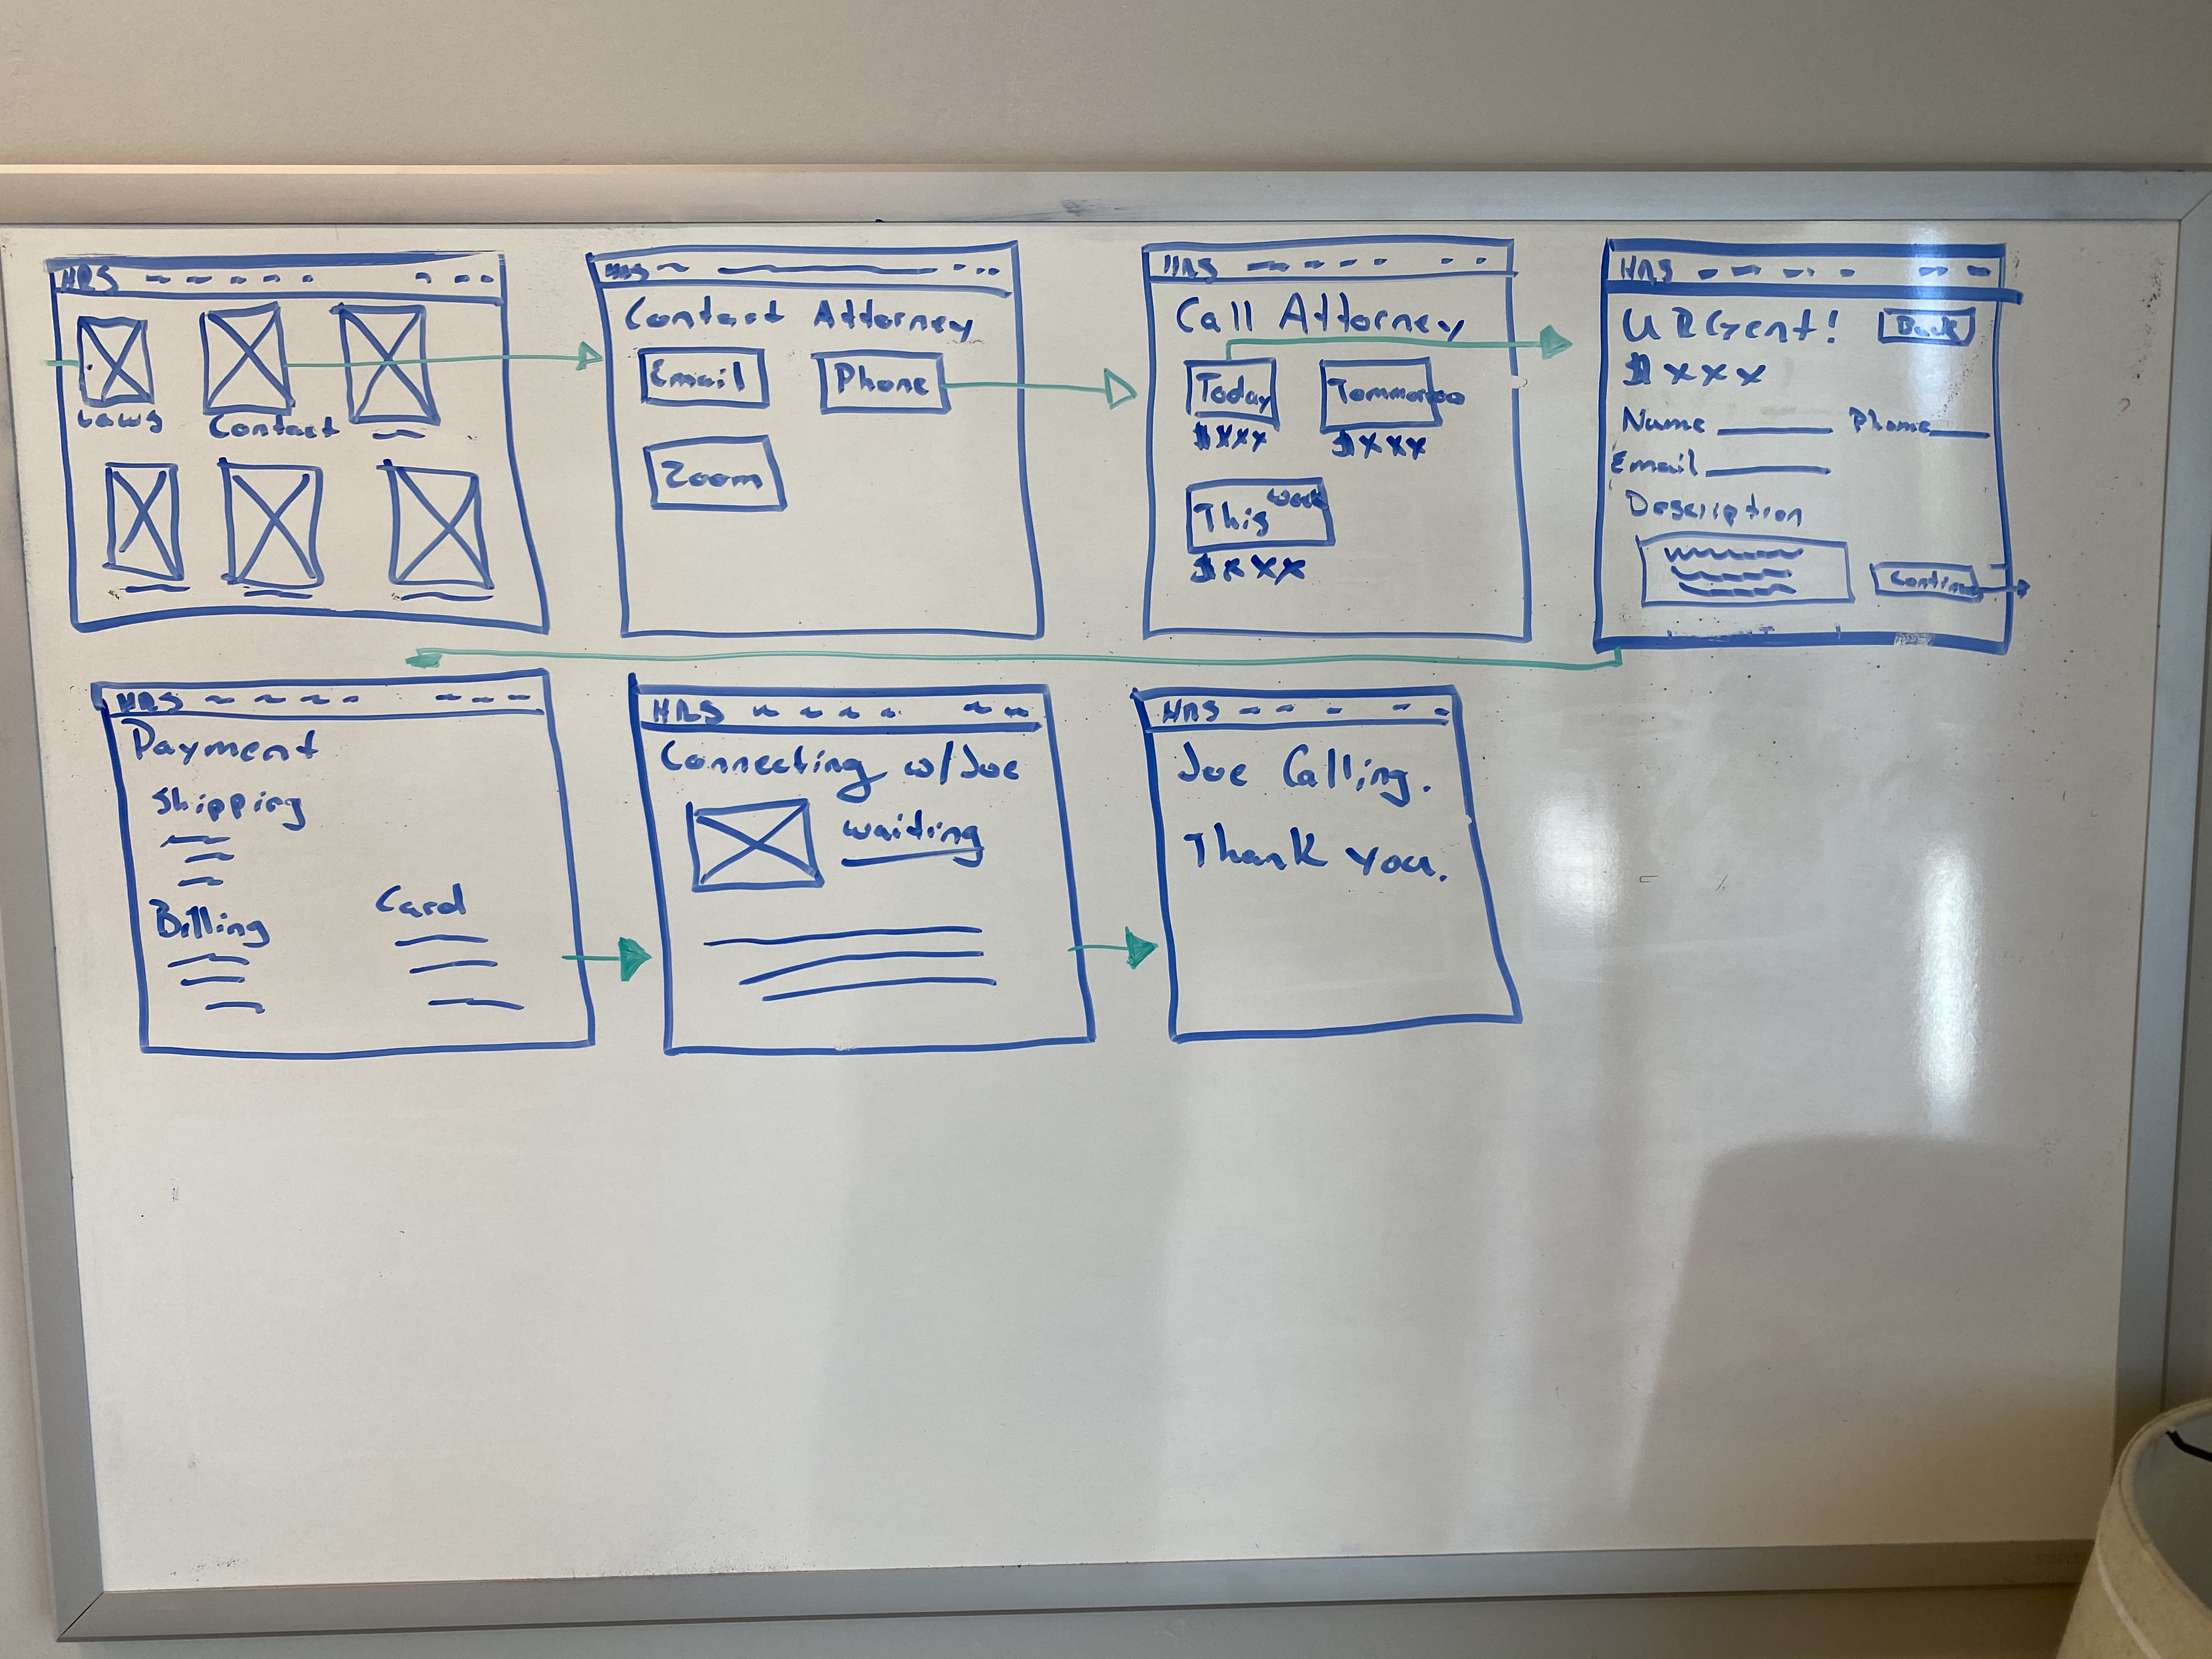 HRS
Laws
Contact
HRS
Contact Attorney
Email
Phone
Zoom
HRS
Call Attorney
Today
Tommoroo
$XXX
$XXX
This week
$XXX
HRS
URGent!
Back
$XXX
Name
Phone
Email
Description
Continu
HRS
Payment
Shipping
Billing
Card
HRS
Connecting w/Joe
waiting
HRS
Joe Calling.
Thank you.